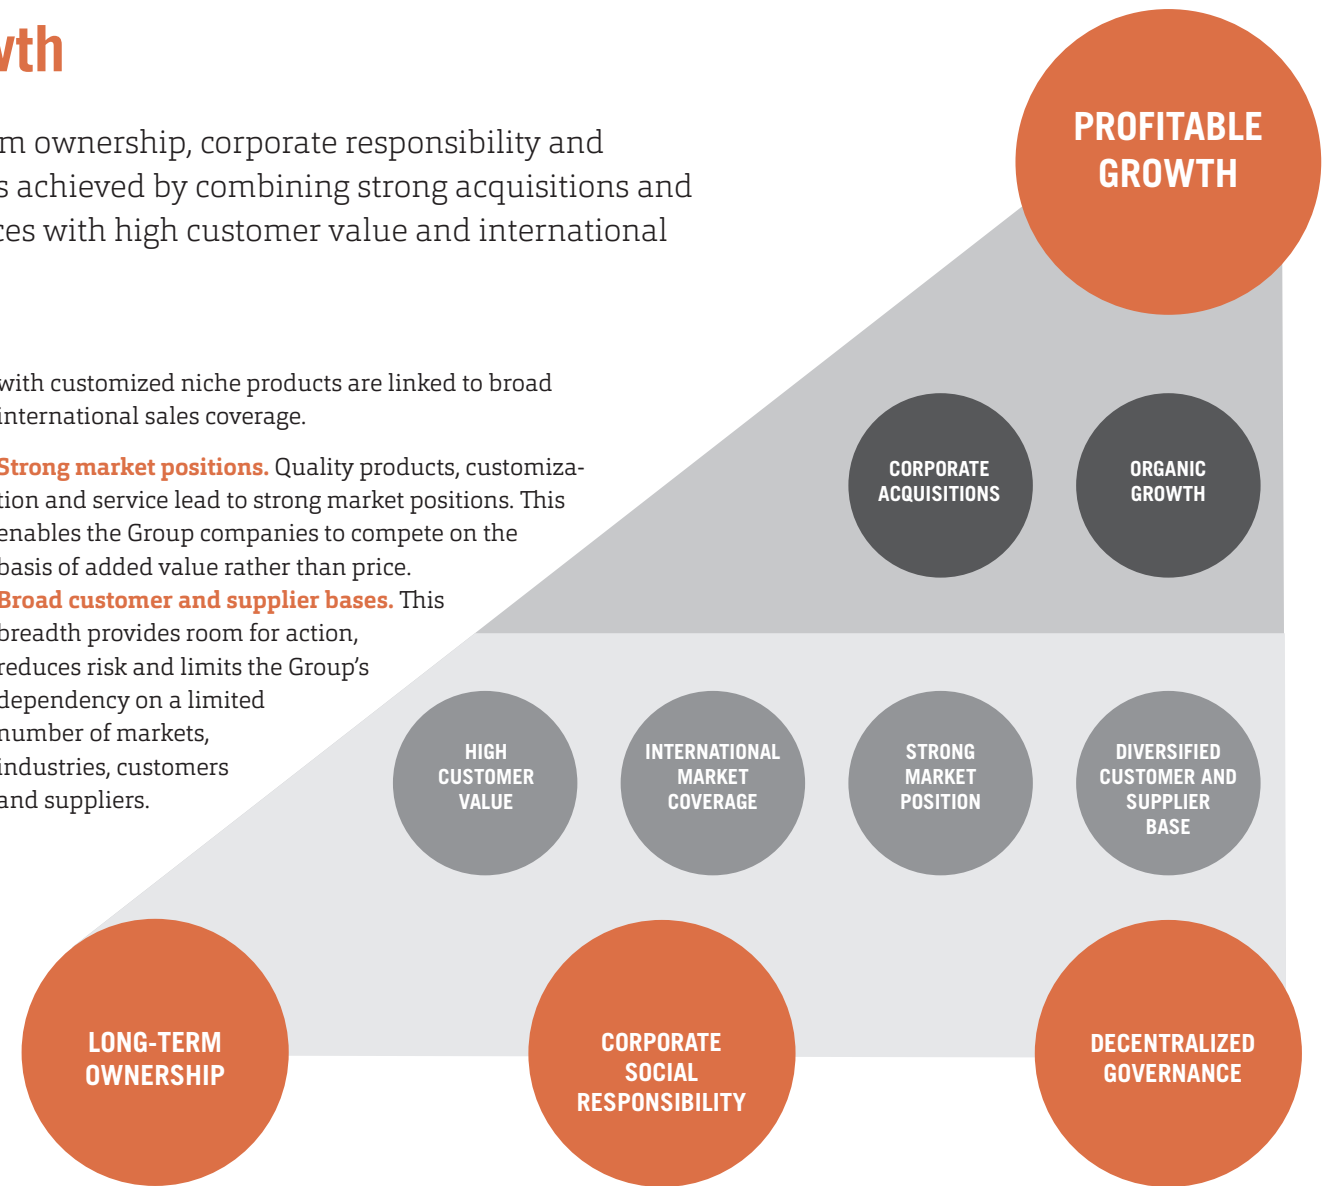 wth
m ownership, corporate responsibility and
s achieved by combining strong acquisitions and
ces with high customer value and international
with customized niche products are linked to broad
international sales coverage.
Strong market positions. Quality products, customiza-
tion and service lead to strong market positions. This
enables the Group companies to compete on the
basis of added value rather than price.
Broad customer and supplier bases. This
breadth provides room for action,
reduces risk and limits the Group’s
dependency on a limited
number of markets,
industries, customers
and suppliers.
PROFITABLE
GROWTH
CORPORATE
ACQUISITIONS
ORGANIC
GROWTH
HIGH
CUSTOMER
VALUE
INTERNATIONAL
MARKET
COVERAGE
STRONG
MARKET
POSITION
DIVERSIFIED
CUSTOMER AND
SUPPLIER
BASE
LONG-TERM
OWNERSHIP
CORPORATE
SOCIAL
RESPONSIBILITY
DECENTRALIZED
GOVERNANCE